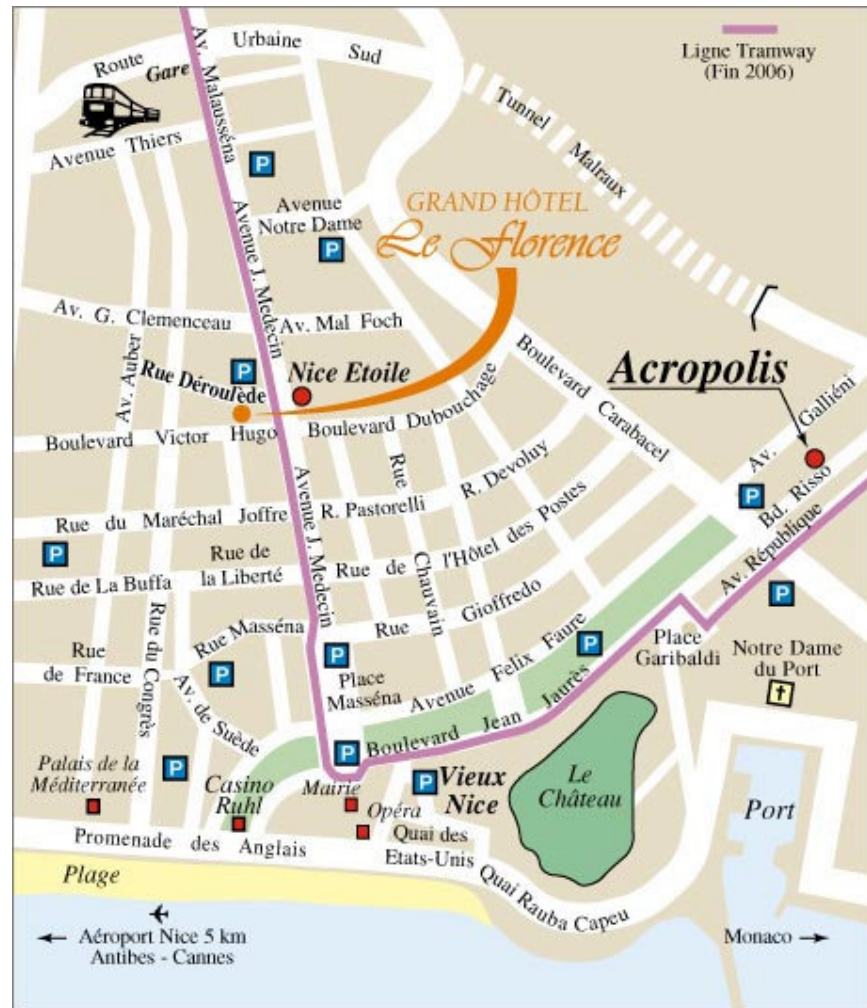 Ligne Tramway
(Fin 2006)
Route Urbaine Sud
Gare
Av. Malausséna
Avenue Thiers
Tunnel Malraux
P
Avenue
Notre Dame
P
GRAND HÔTEL
Le Florence
Avenue J. Medecin
Av. G. Clemenceau
Av. Mal Foch
Av. Auber
P
Rue Déroulède
Nice Etoile
Boulevard Victor Hugo
Boulevard Dubouchage
Boulevard Carabacel
Acropolis
Av. Galliéni
Bd. Risso
P
Av. République
Avenue J. Medecin
Rue Chauvain
Rue du Maréchal Joffre
R. Pastorelli
R. Devoluy
P
Rue de La Buffa
Rue de
la Liberté
Rue de l'Hôtel des Postes
Rue Gioffredo
Rue Masséna
P
Rue
de France
Rue du Congrès
P
Av. de Suède
Place
Masséna
Avenue Felix Faure
P
Boulevard Jean Jaurès
Place
Garibaldi
P
Notre Dame
du Port
Palais de la
Méditerranée
P
Casino
Ruhl
P
Mairie
Opéra
P
Vieux
Nice
Le
Château
Port
Promenade des Anglais
Quai des
Etats-Unis
Quai Rauba Capeu
Plage
Aéroport Nice 5 km
Antibes - Cannes
Monaco